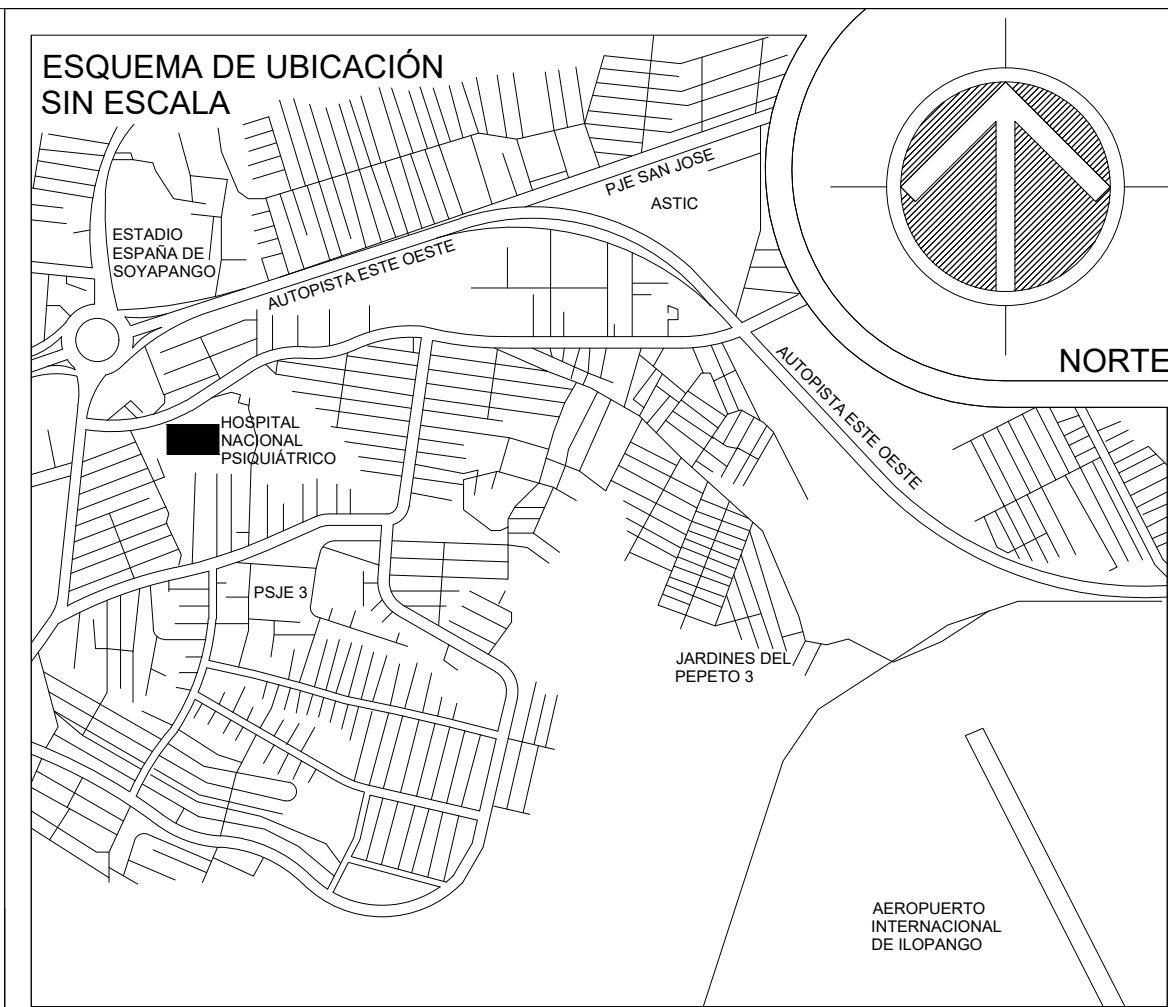 ESQUEMA DE UBICACIÓN
SIN ESCALA
NORTE
PJE SAN JOSE
ASTIC
ESTADIO
ESPAÑA DE
SOYAPANGO
AUTOPISTA ESTE OESTE
AUTOPISTA ESTE OESTE
HOSPITAL
NACIONAL
PSIQUIÁTRICO
PSJE 3
JARDINES DEL
PEPETO 3
AEROPUERTO
INTERNACIONAL
DE ILOPANGO